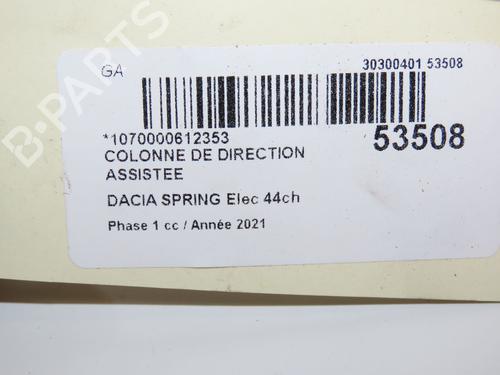 GA
30300401 53508
*1070000612353
53508
COLONNE DE DIRECTION
ASSISTEE
DACIA SPRING Elec 44ch
Phase 1 cc / Année 2021
B-PARTS